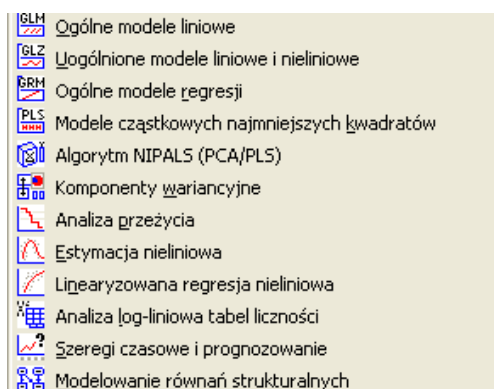 GLM Ogólne modele liniowe
GLZ Uogólnione modele liniowe i nieliniowe
GRM Ogólne modele regresji
PLS Modele cząstkowych najmniejszych kwadratów
Algorytm NIPALS (PCA/PLS)
Komponenty wariancyjne
Analiza przeżycia
Estymacja nieliniowa
Linearyzowana regresja nieliniowa
Analiza log-liniowa tabel liczności
? Szeregi czasowe i prognozowanie
Modelowanie równań strukturalnych